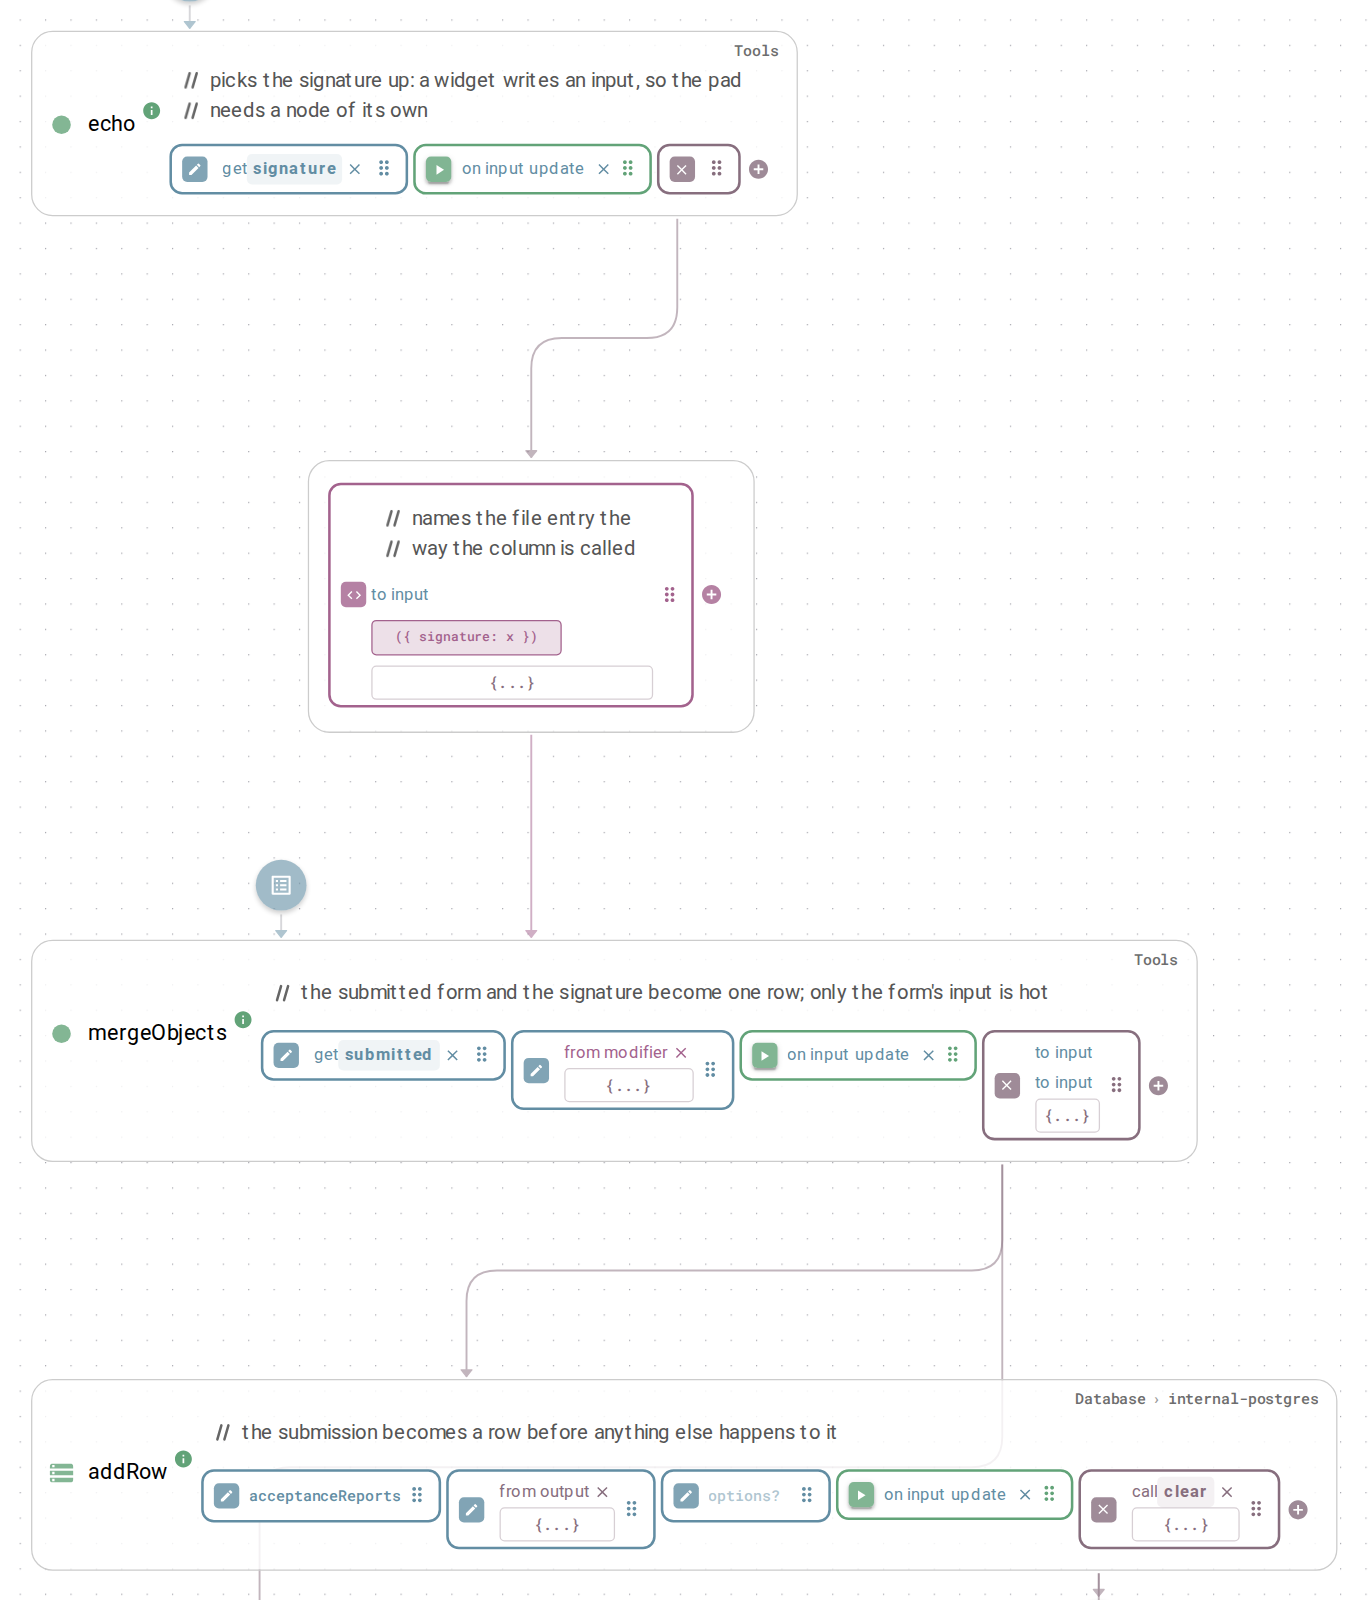 Tools
// picks the signature up: a widget writes an input, so the pad
// needs a node of its own
echo
get signature
on input update
// names the file entry the
// way the column is called
to input
({ signature: x })
{...}
Tools
// the submitted form and the signature become one row; only the form's input is hot
mergeObjects
get submitted
from modifier
{...}
on input update
to input
to input
{...}
Database › internal-postgres
// the submission becomes a row before anything else happens to it
addRow
acceptanceReports
from output
{...}
options?
on input update
call clear
{...}